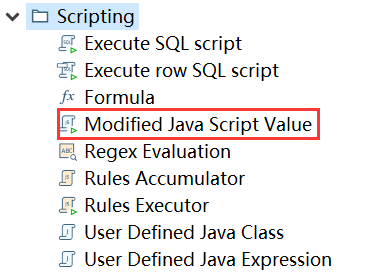 Scripting
Execute SQL script
Execute row SQL script
Formula
Modified Java Script Value
Regex Evaluation
Rules Accumulator
Rules Executor
User Defined Java Class
User Defined Java Expression